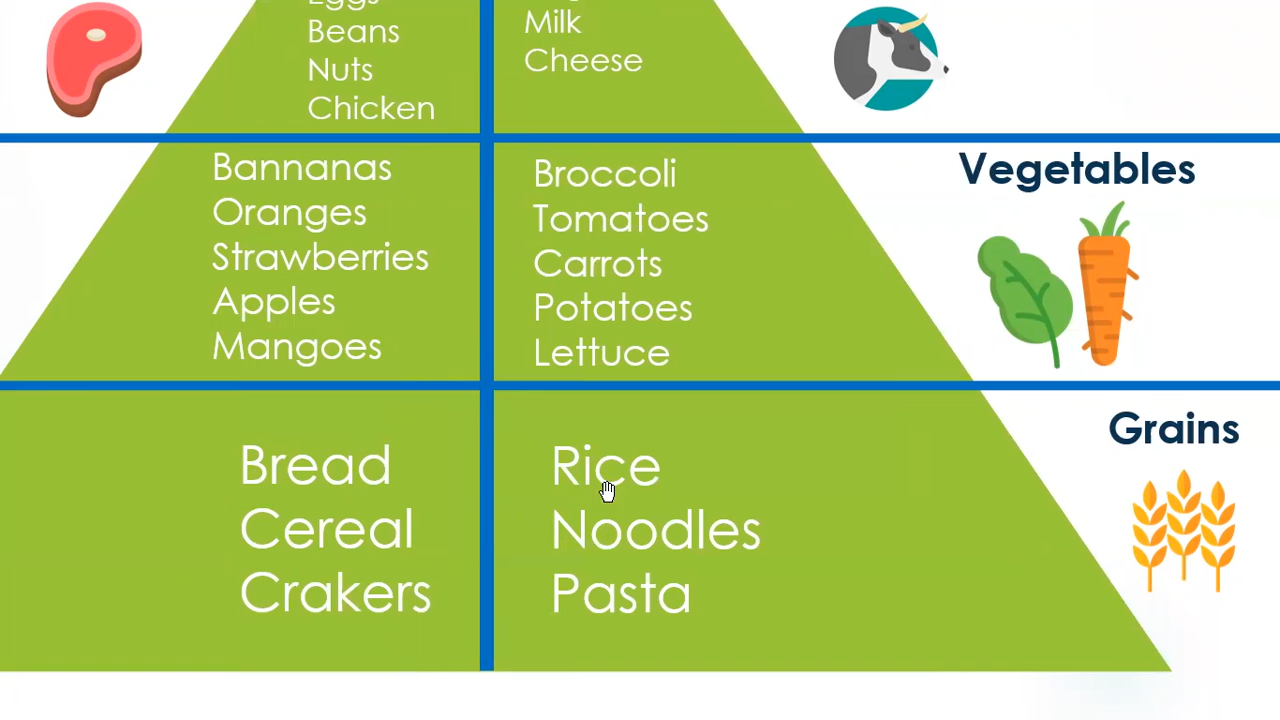 Eggs
Beans
Nuts
Chicken
Milk
Cheese
Bannanas
Oranges
Strawberries
Apples
Mangoes
Broccoli
Tomatoes
Carrots
Potatoes
Lettuce
Vegetables
Bread
Cereal
Crakers
Rice
Noodles
Pasta
Grains